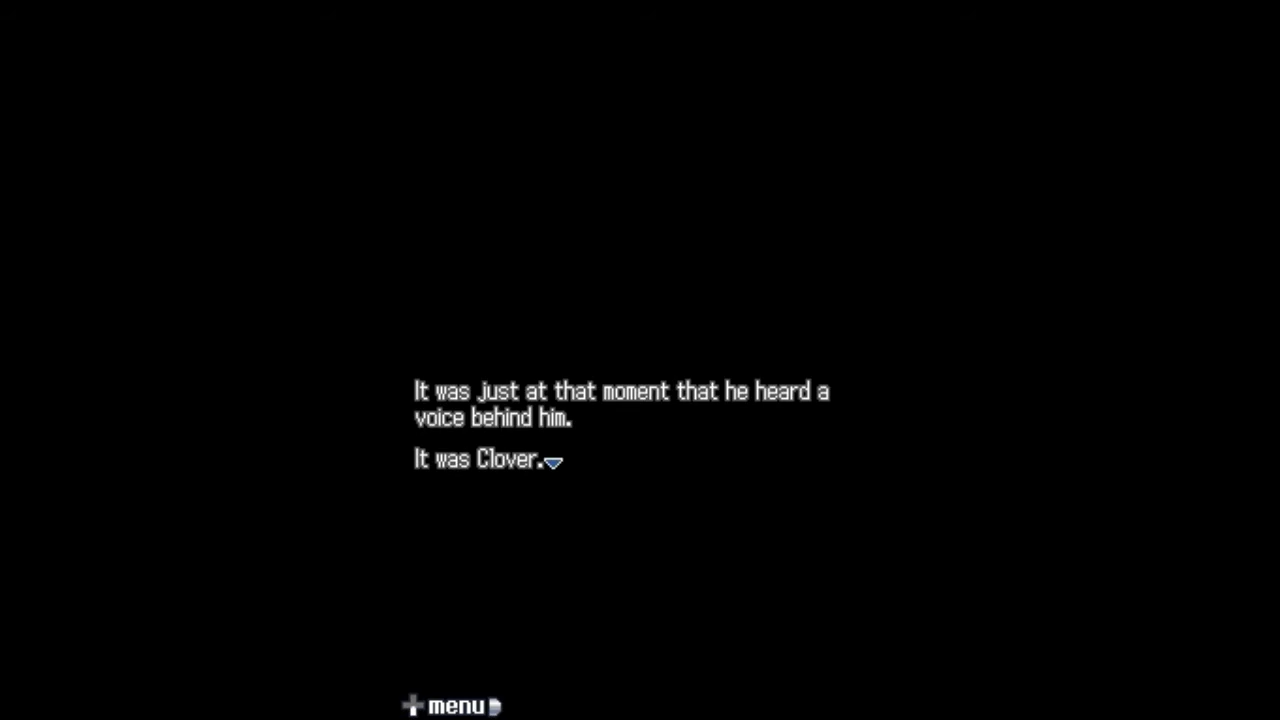 It was just at that moment that he heard a
voice behind him.
It was Clover.
menu